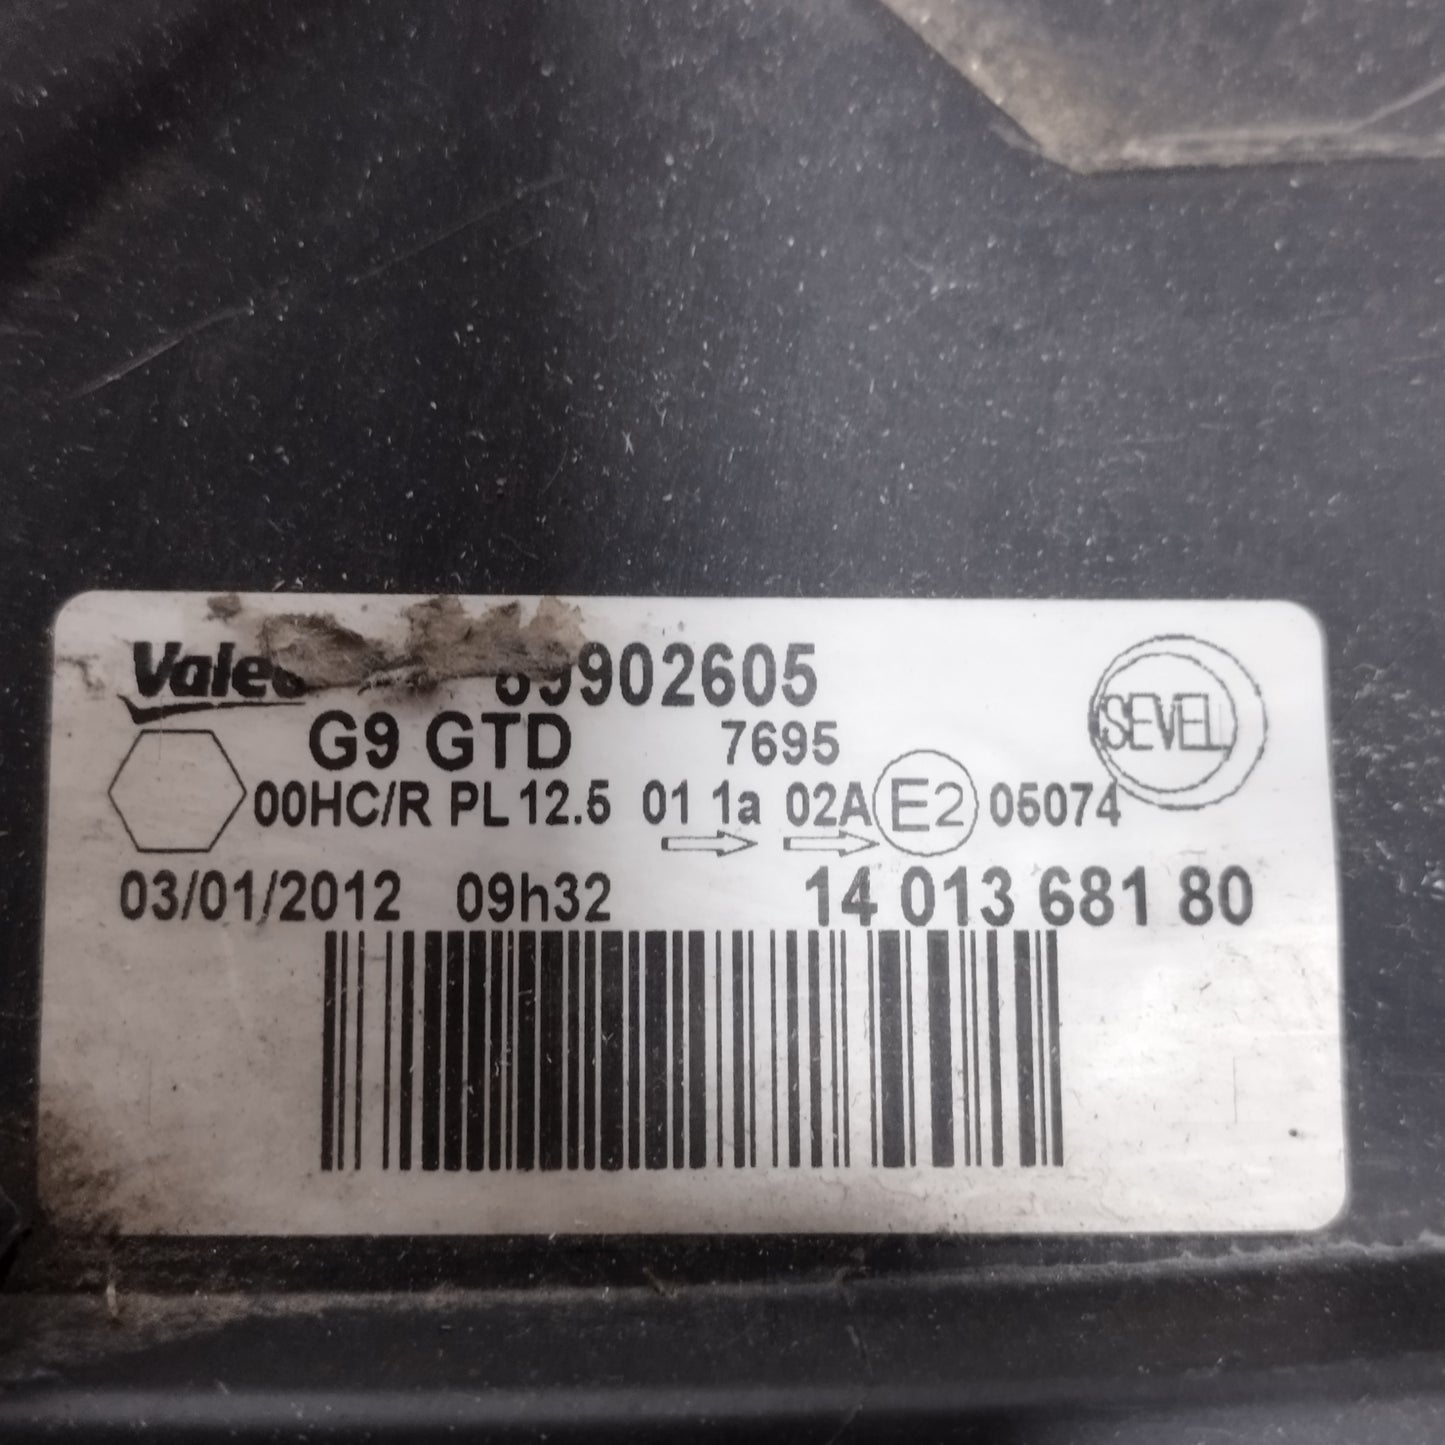 Valeo 89902605
G9 GTD 7695
SEVEL
00HC/R PL 12.5 01 1a 02A E2 05074
03/01/2012 09h32 14 013 681 80